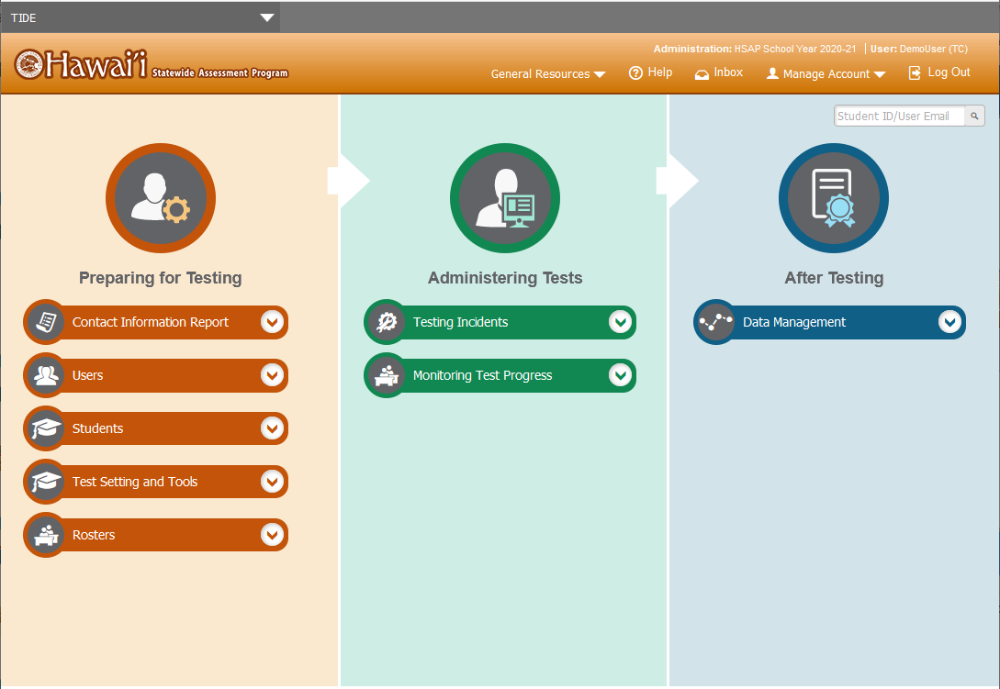 TIDE
Administration: HSAP School Year 2020-21 | User: DemoUser (TC)
Hawai'i Statewide Assessment Program
General Resources Help Inbox Manage Account Log Out
Student ID/User Email
Preparing for Testing
Contact Information Report
Users
Students
Test Setting and Tools
Rosters
Administering Tests
Testing Incidents
Monitoring Test Progress
After Testing
Data Management